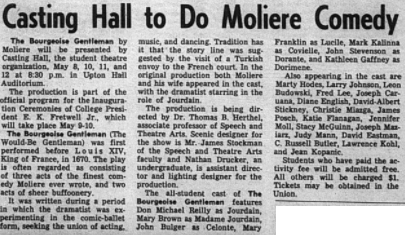 Casting Hall to Do Moliere Comedy
The Bourgeoise Gentleman by
Moliere will be presented by
Casting Hall, the student theatre
organization, May 8, 10, 11, and
12 at 8:30 p.m. in Upton Hall
Auditorium.
The production is part of the
official program for the Inaugura-
tion Ceremonies of College Presi-
dent E. K. Fretwell Jr., which
will take place May 9-10.
The Bourgeoise Gentleman (The
Would-Be Gentleman) was first
performed before Louis XIV,
King of France, in 1670. The play
is often regarded as consisting
of three acts of the finest com-
edy Moliere ever wrote, and two
acts of sheer buffoonery.
It was written during a period
in which the dramatist was ex-
perimenting in the comic-ballet
form, seeking the union of acting,
music, and dancing. Tradition has
it that the story line was sug-
gested by the visit of a Turkish
envoy to the French court. In the
original production both Moliere
and his wife appeared in the cast,
with the dramatist starring in the
role of Jourdain.
The production is being di-
rected by Dr. Thomas B. Herthel,
associate professor of Speech and
Theatre Arts. Scenic designer for
the show is Mr. James Stockman
of the Speech and Theatre Arts
faculty and Nathan Drucker, an
undergraduate, is assistant direc-
tor and lighting designer for the
production.
The all-student cast of The
Bourgeoise Gentleman features
Don Michael Reilly as Jourdain,
Mary Brown as Madame Jourdain,
John Bulger as Celonte, Mary
Franklin as Lucile, Mark Kalinna
as Covielle, John Stevenson as
Dorante, and Kathleen Gaffney as
Dorimene.
Also appearing in the cast are
Marty Hodes, Larry Johnson, Leon
Budowski, Fred Lee, Joseph Car-
uana, Diane English, David-Albert
Stickney, Christie Miasga, James
Posch, Katie Flanagan, Jennifer
Moll, Stacy McGuinn, Joseph Mas-
iarz, Judy Mann, David Eastman,
C. Russell Butler, Lawrence Kohl,
and Jean Kopanic.
Students who have paid the ac-
tivity fee will be admitted free.
All others will be charged $1.
Tickets may be obtained in the
Union.